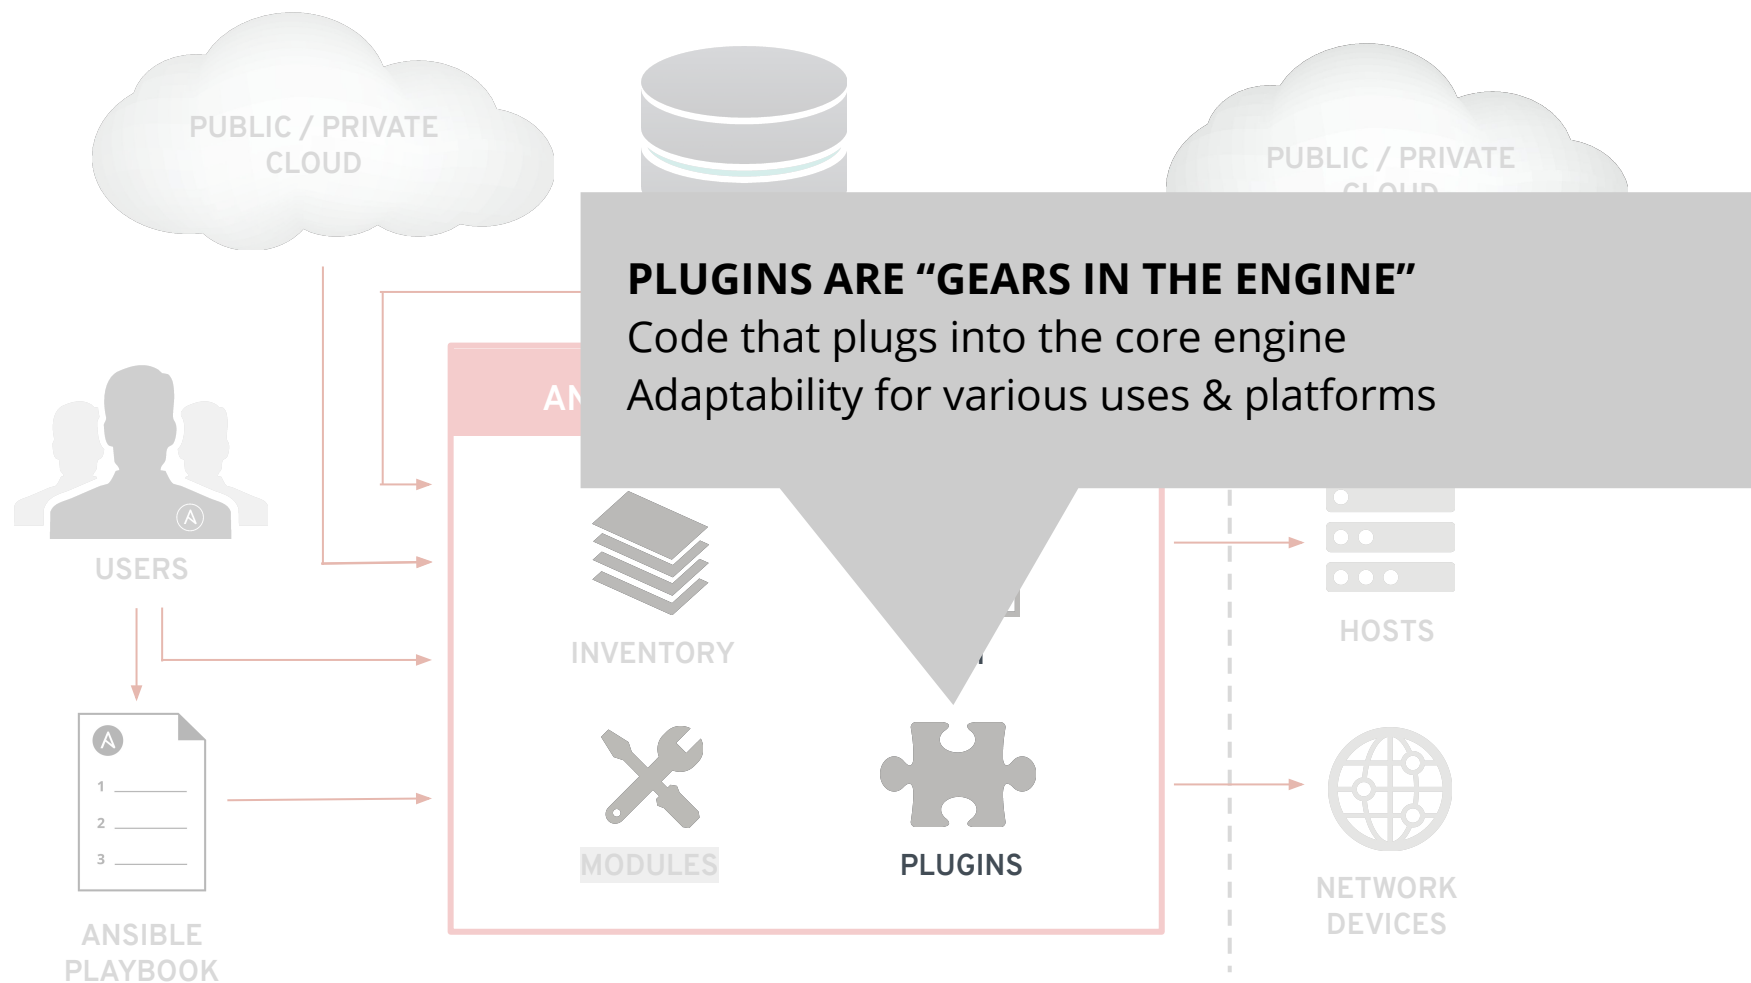 PUBLIC / PRIVATE
CLOUD
PUBLIC / PRIVATE
CLOUD
PLUGINS ARE “GEARS IN THE ENGINE”
Code that plugs into the core engine
Adaptability for various uses & platforms
USERS
INVENTORY
HOSTS
1
2
3
MODULES
PLUGINS
NETWORK
DEVICES
ANSIBLE
PLAYBOOK